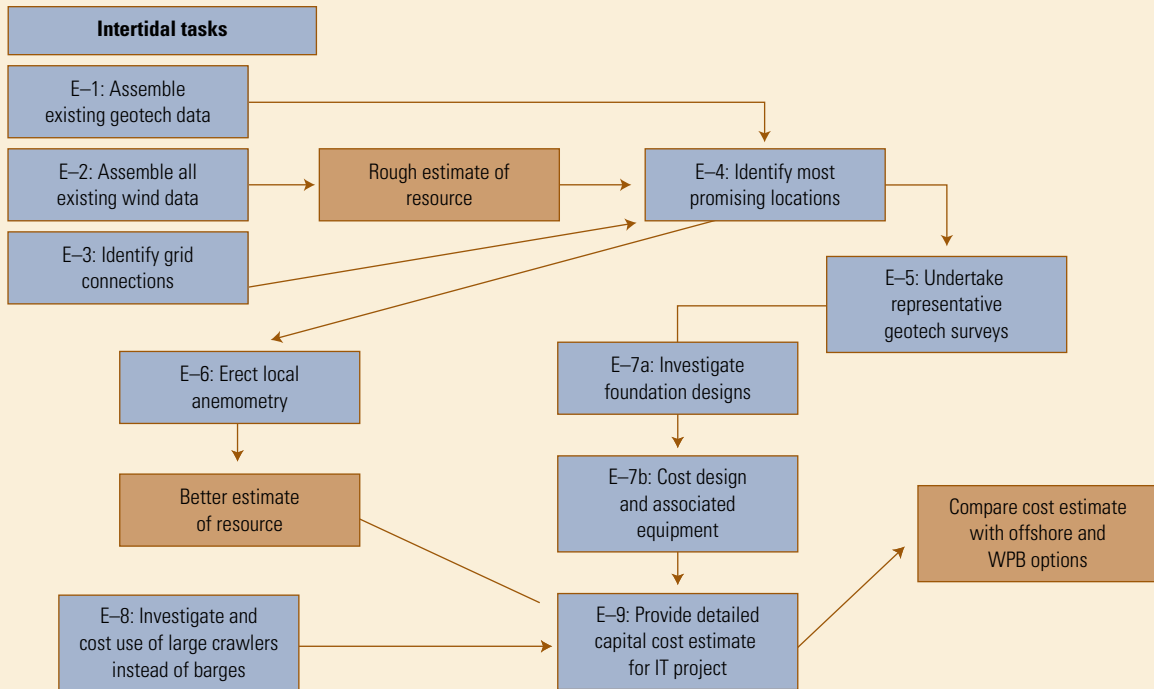 Intertidal tasks
E–1: Assemble
existing geotech data
E–2: Assemble all
existing wind data
Rough estimate of
resource
E–4: Identify most
promising locations
E–3: Identify grid
connections
E–5: Undertake
representative
geotech surveys
E–6: Erect local
anemometry
E–7a: Investigate
foundation designs
Better estimate
of resource
E–7b: Cost design
and associated
equipment
Compare cost estimate
with offshore and
WPB options
E–8: Investigate and
cost use of large crawlers
instead of barges
E–9: Provide detailed
capital cost estimate
for IT project